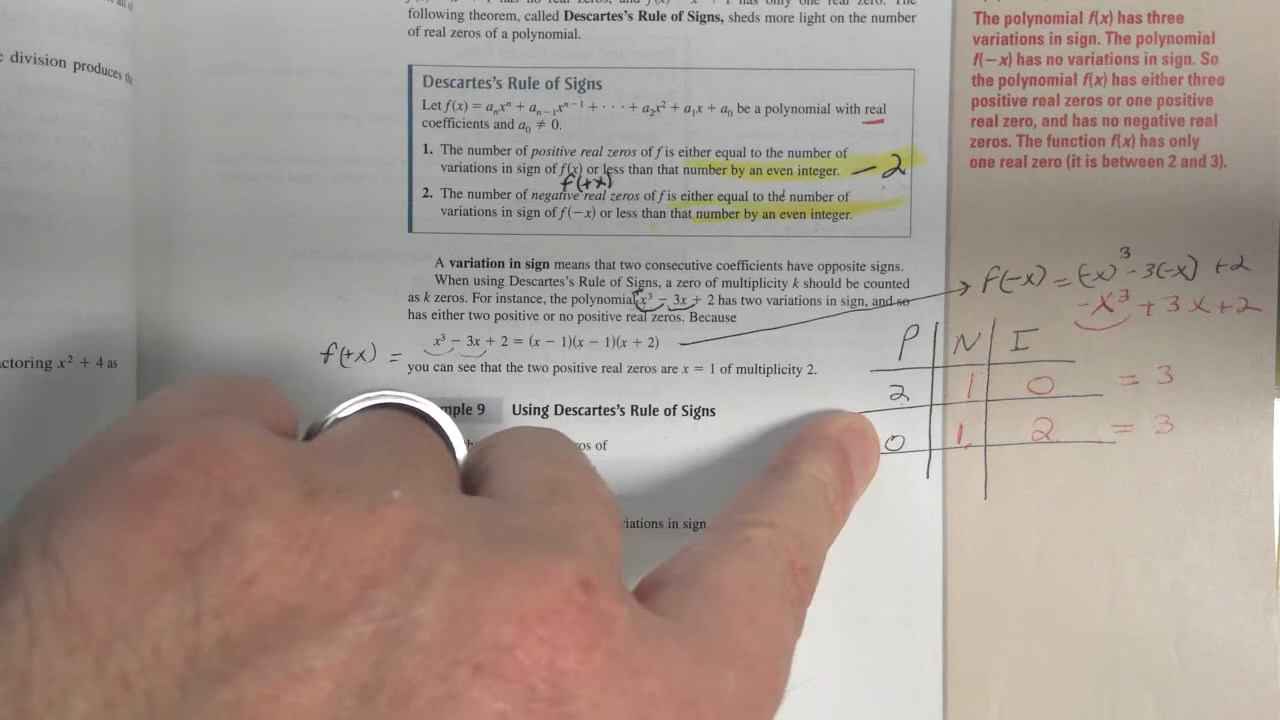 division produces the
ctoring x² + 4 as
following theorem, called Descartes's Rule of Signs, sheds more light on the number
of real zeros of a polynomial.
Descartes's Rule of Signs
Let f(x) = aₙxⁿ + aₙ₋₁xⁿ⁻¹ + · · · + a₂x² + a₁x + a₀ be a polynomial with real
coefficients and a₀ ≠ 0.
1. The number of positive real zeros of f is either equal to the number of
variations in sign of f(x) or less than that number by an even integer. — 2
f(+x)
2. The number of negative real zeros of f is either equal to the number of
variations in sign of f(−x) or less than that number by an even integer.
A variation in sign means that two consecutive coefficients have opposite signs.
When using Descartes's Rule of Signs, a zero of multiplicity k should be counted
as k zeros. For instance, the polynomial x³ − 3x + 2 has two variations in sign, and so
has either two positive or no positive real zeros. Because
f(+x) = x³ − 3x + 2 = (x − 1)(x − 1)(x + 2)
you can see that the two positive real zeros are x = 1 of multiplicity 2.
mple 9 Using Descartes's Rule of Signs
os of
iations in sign
The polynomial f(x) has three
variations in sign. The polynomial
f(−x) has no variations in sign. So
the polynomial f(x) has either three
positive real zeros or one positive
real zero, and has no negative real
zeros. The function f(x) has only
one real zero (it is between 2 and 3).
f(-x) = (-x)³ - 3(-x) + 2
-x³ + 3x + 2
P N I
2 1 0 = 3
0 1 2 = 3